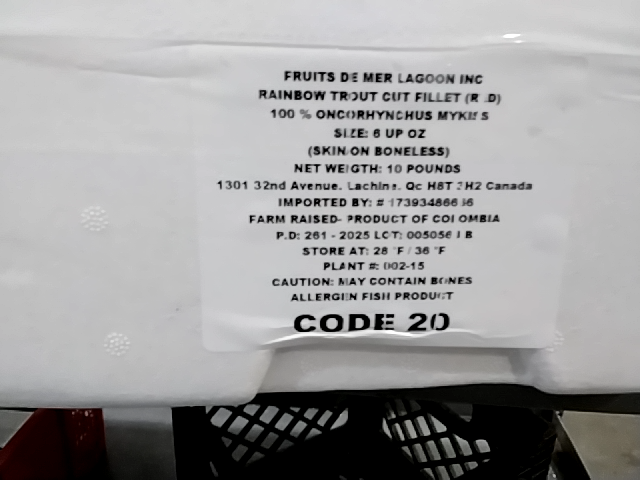 FRUITS DE MER LAGOON INC
RAINBOW TROUT CUT FILLET
100 % ONCORHYNCHUS MYKISS
SIZE: 6 UP OZ
(SKIN ON BONELESS)
NET WEIGTH: 10 POUNDS
1301 32nd Avenue. Lachine. Qc H8T Canada
IMPORTED BY: #
FARM RAISED- PRODUCT OF COLOMBIA
P.D: 261 - 2025 LOT:
STORE AT: 28 °F / 36 °F
PLANT #: 002-15
CAUTION: MAY CONTAIN BONES
ALLERGEN FISH PRODUCT
CODE 20